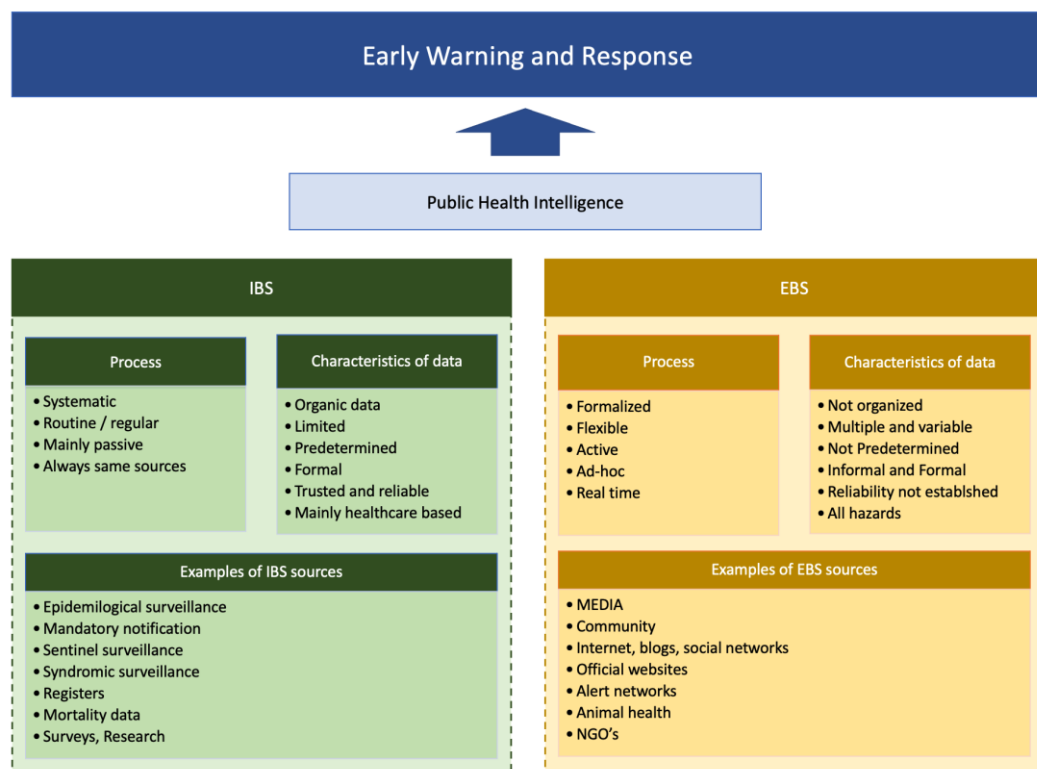 Early Warning and Response
Public Health Intelligence
IBS
Process
• Systematic
• Routine / regular
• Mainly passive
• Always same sources
Characteristics of data
• Organic data
• Limited
• Predetermined
• Formal
• Trusted and reliable
• Mainly healthcare based
Examples of IBS sources
• Epidemilogical surveillance
• Mandatory notification
• Sentinel surveillance
• Syndromic surveillance
• Registers
• Mortality data
• Surveys, Research
EBS
Process
• Formalized
• Flexible
• Active
• Ad-hoc
• Real time
Characteristics of data
• Not organized
• Multiple and variable
• Not Predetermined
• Informal and Formal
• Reliability not establshed
• All hazards
Examples of EBS sources
• MEDIA
• Community
• Internet, blogs, social networks
• Official websites
• Alert networks
• Animal health
• NGO's